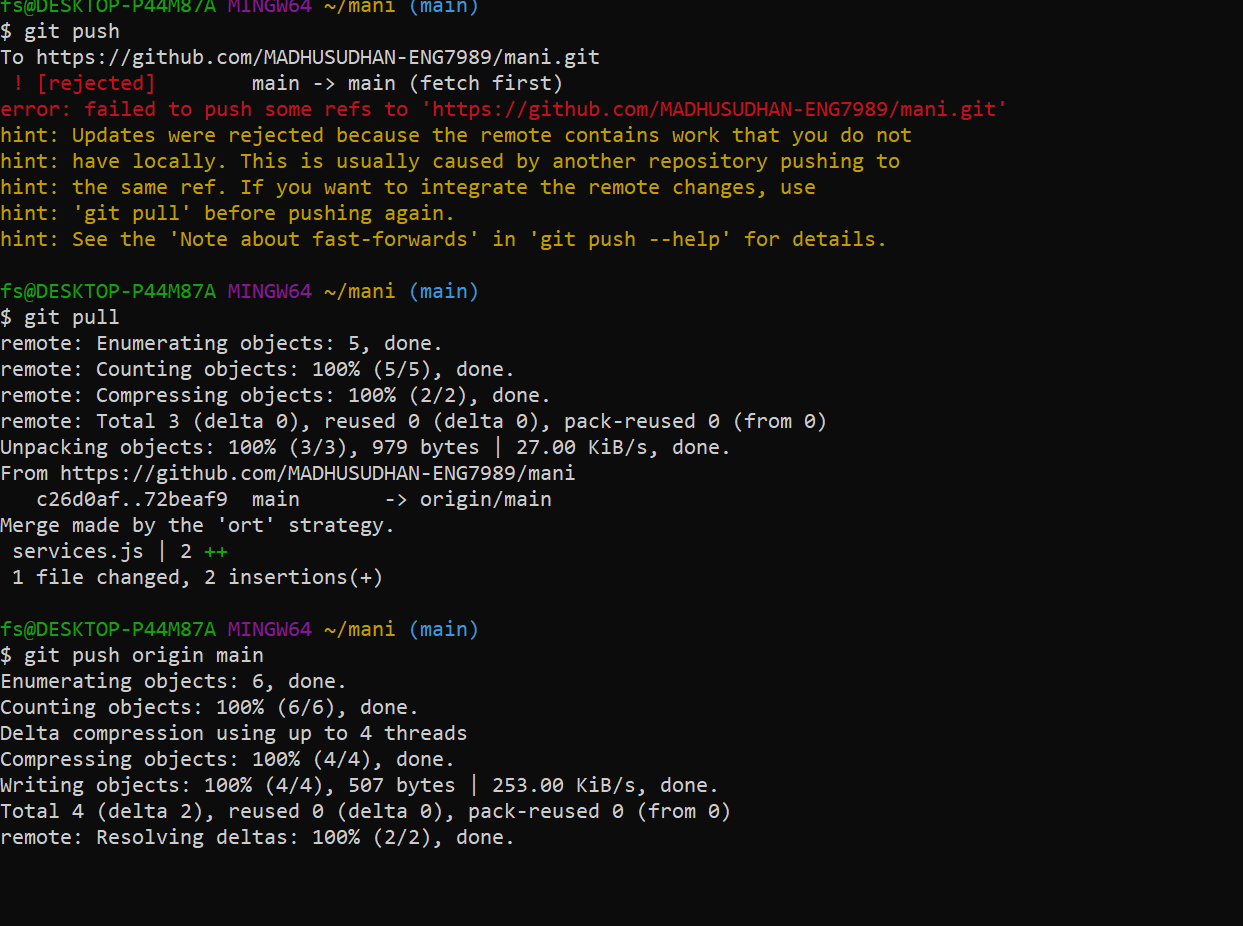 fs@DESKTOP-P44M87A MINGW64 ~/mani (main)
$ git push
To https://github.com/MADHUSUDHAN-ENG7989/mani.git
 ! [rejected]        main -> main (fetch first)
error: failed to push some refs to 'https://github.com/MADHUSUDHAN-ENG7989/mani.git'
hint: Updates were rejected because the remote contains work that you do not
hint: have locally. This is usually caused by another repository pushing to
hint: the same ref. If you want to integrate the remote changes, use
hint: 'git pull' before pushing again.
hint: See the 'Note about fast-forwards' in 'git push --help' for details.

fs@DESKTOP-P44M87A MINGW64 ~/mani (main)
$ git pull
remote: Enumerating objects: 5, done.
remote: Counting objects: 100% (5/5), done.
remote: Compressing objects: 100% (2/2), done.
remote: Total 3 (delta 0), reused 0 (delta 0), pack-reused 0 (from 0)
Unpacking objects: 100% (3/3), 979 bytes | 27.00 KiB/s, done.
From https://github.com/MADHUSUDHAN-ENG7989/mani
   c26d0af..72beaf9  main       -> origin/main
Merge made by the 'ort' strategy.
 services.js | 2 ++
 1 file changed, 2 insertions(+)

fs@DESKTOP-P44M87A MINGW64 ~/mani (main)
$ git push origin main
Enumerating objects: 6, done.
Counting objects: 100% (6/6), done.
Delta compression using up to 4 threads
Compressing objects: 100% (4/4), done.
Writing objects: 100% (4/4), 507 bytes | 253.00 KiB/s, done.
Total 4 (delta 2), reused 0 (delta 0), pack-reused 0 (from 0)
remote: Resolving deltas: 100% (2/2), done.